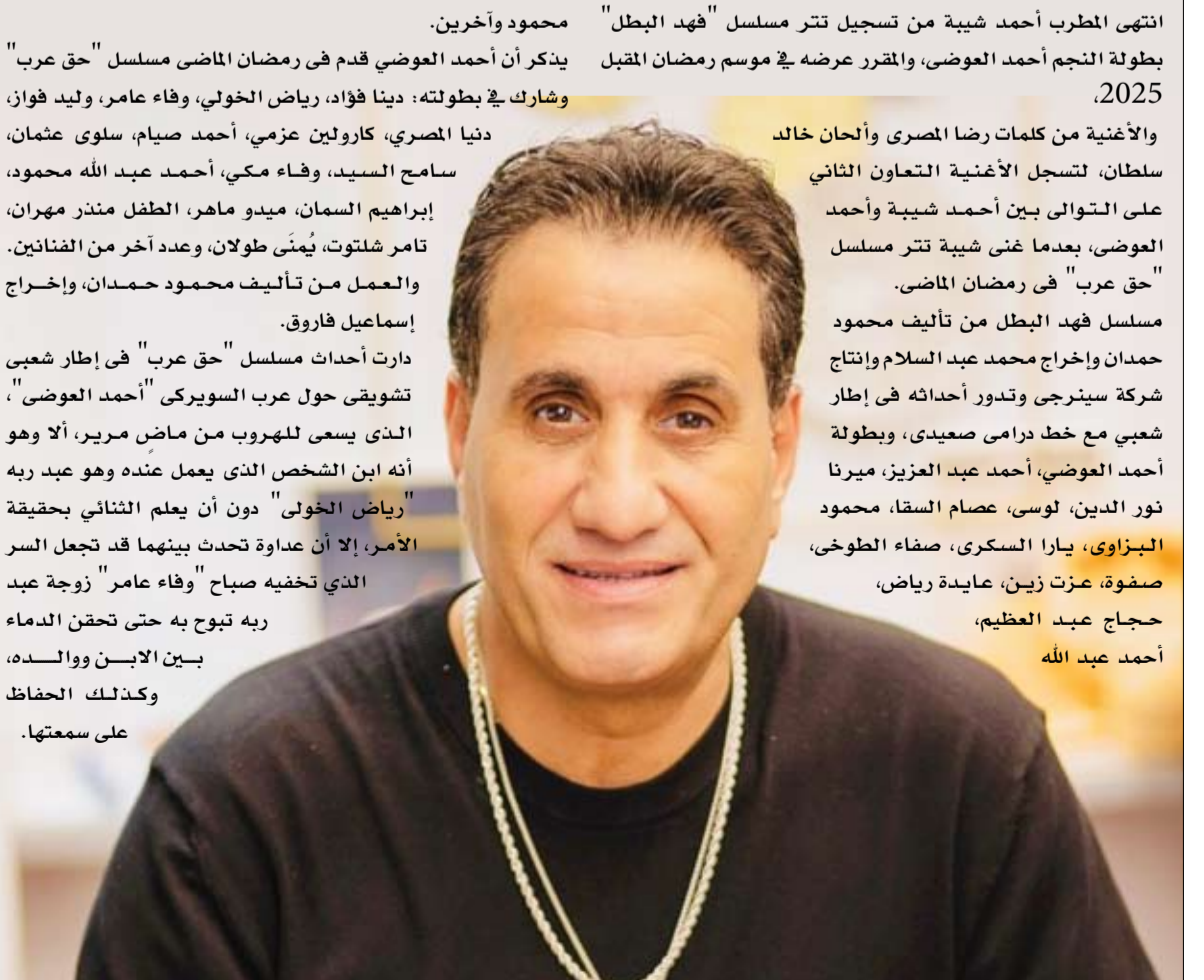 انتهى المطرب أحمد شيبة من تسجيل تتر مسلسل "فهد البطل"
بطولة النجم أحمد العوضى، والمقرر عرضه في موسم رمضان المقبل
2025،
والأغنية من كلمات رضا المصرى وألحان خالد
سلطان، لتسجل الأغنية التعاون الثاني
على التوالى بين أحمد شيبة وأحمد
العوضى، بعدما غنى شيبة تتر مسلسل
"حق عرب" فى رمضان الماضى.
مسلسل فهد البطل من تأليف محمود
حمدان وإخراج محمد عبد السلام وإنتاج
شركة سينرجى وتدور أحداثه فى إطار
شعبي مع خط درامى صعيدى، وبطولة
أحمد العوضي، أحمد عبد العزيز، ميرنا
نور الدين، لوسى، عصام السقا، محمود
البزاوى، يارا السكرى، صفاء الطوخى،
صفوة، عزت زين، عايدة رياض،
حجاج عبد العظيم،
أحمد عبد الله
محمود وآخرين.
يذكر أن أحمد العوضي قدم فى رمضان الماضى مسلسل "حق عرب"
وشارك في بطولته: دينا فؤاد، رياض الخولي، وفاء عامر، وليد فواز،
دنيا المصري، كارولين عزمي، أحمد صيام، سلوى عثمان،
سامح السيد، وفاء مكي، أحمد عبد الله محمود،
إبراهيم السمان، ميدو ماهر، الطفل منذر مهران،
تامر شلتوت، يُمنَى طولان، وعدد آخر من الفنانين.
والعمل من تأليف محمود حمدان، وإخراج
إسماعيل فاروق.
دارت أحداث مسلسل "حق عرب" فى إطار شعبى
تشويقى حول عرب السويركى "أحمد العوضى"،
الذى يسعى للهروب من ماضٍ مرير، ألا وهو
أنه ابن الشخص الذى يعمل عنده وهو عبد ربه
"رياض الخولى" دون أن يعلم الثنائي بحقيقة
الأمر، إلا أن عداوة تحدث بينهما قد تجعل السر
الذي تخفيه صباح "وفاء عامر" زوجة عبد
ربه تبوح به حتى تحقن الدماء
بين الابن ووالده،
وكذلك الحفاظ
على سمعتها.